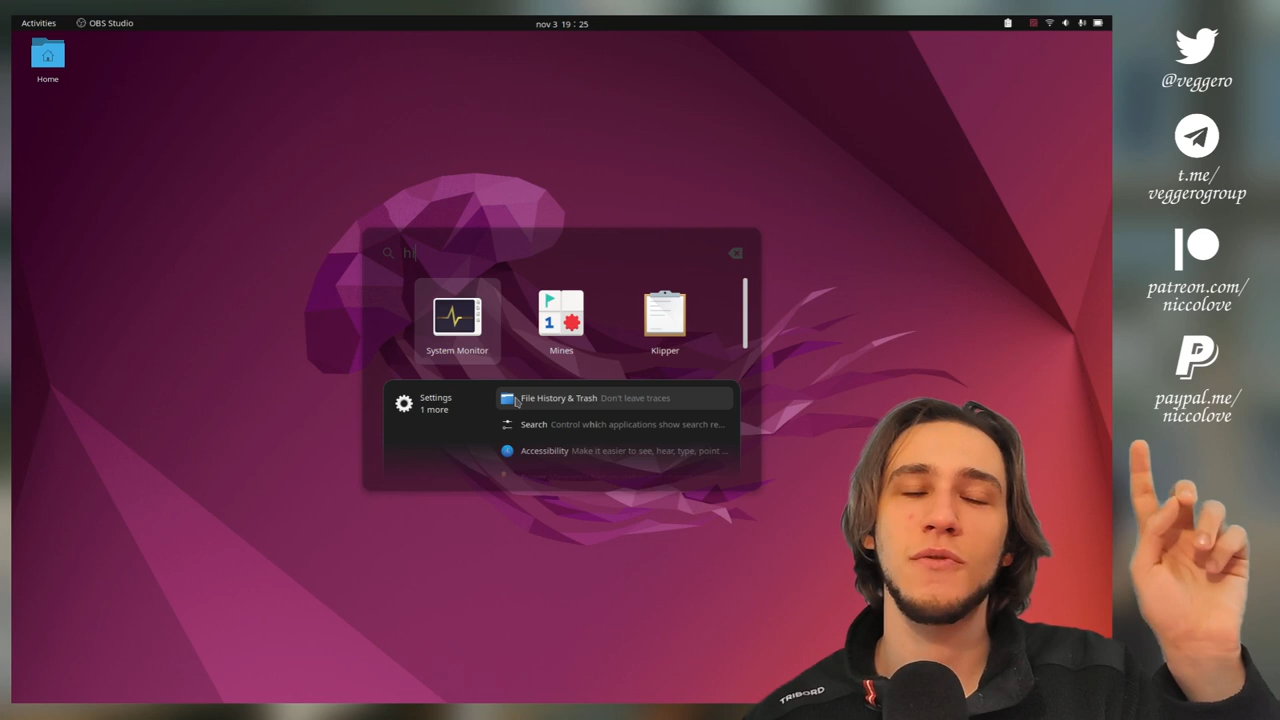 Activities
OBS Studio
nov 3 19:25
Home
hi
System Monitor
Mines
Klipper
Settings
1 more
File History & Trash Don't leave traces
Search Control which applications show search re...
Accessibility Make it easier to see, hear, type, point ...
@veggero
t.me/
veggerogroup
patreon.com/
niccolove
paypal.me/
niccolove
TRIBORD